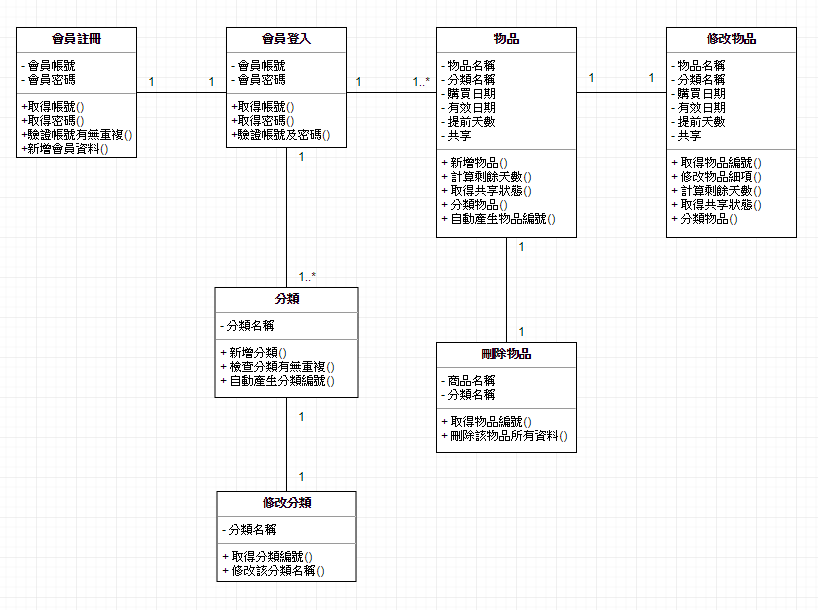 會員註冊
- 會員帳號
- 會員密碼
+取得帳號()
+取得密碼()
+驗證帳號有無重複()
+新增會員資料()
1
1
會員登入
- 會員帳號
- 會員密碼
+取得帳號()
+取得密碼()
+驗證帳號及密碼()
1
1..*
物品
- 物品名稱
- 分類名稱
- 購買日期
- 有效日期
- 提前天數
- 共享
+ 新增物品()
+ 計算剩餘天數()
+ 取得共享狀態()
+ 分類物品()
+ 自動產生物品編號()
1
1
修改物品
- 物品名稱
- 分類名稱
- 購買日期
- 有效日期
- 提前天數
- 共享
+ 取得物品編號()
+ 修改物品細項()
+ 計算剩餘天數()
+ 取得共享狀態()
+ 分類物品()
1
1..*
分類
- 分類名稱
+ 新增分類()
+ 檢查分類有無重複()
+ 自動產生分類編號()
1
1
刪除物品
- 商品名稱
- 分類名稱
+ 取得物品編號()
+ 刪除該物品所有資料()
1
1
修改分類
- 分類名稱
+ 取得分類編號()
+ 修改該分類名稱()